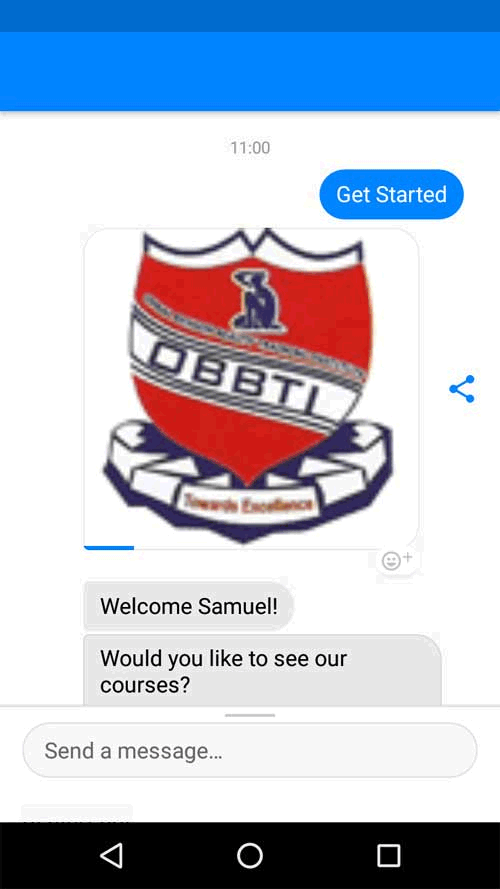 11:00
Get Started
OBBTI
Towards Excellence
Welcome Samuel!
Would you like to see our
courses?
Send a message...